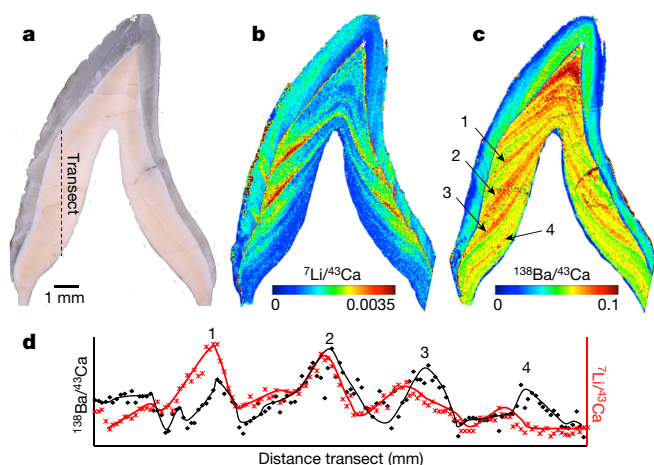 a b c
Transect
1
2
3
4
1 mm
⁷Li/⁴³Ca
0 0.0035
¹³⁸Ba/⁴³Ca
0 0.1
d
1 2 3 4
¹³⁸Ba/⁴³Ca
⁷Li/⁴³Ca
Distance transect (mm)